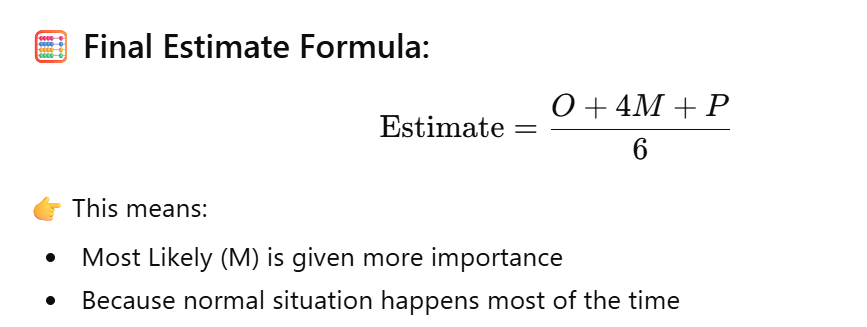 🧮 Final Estimate Formula:
Estimate = (O + 4M + P) / 6
👉 This means:
• Most Likely (M) is given more importance
• Because normal situation happens most of the time